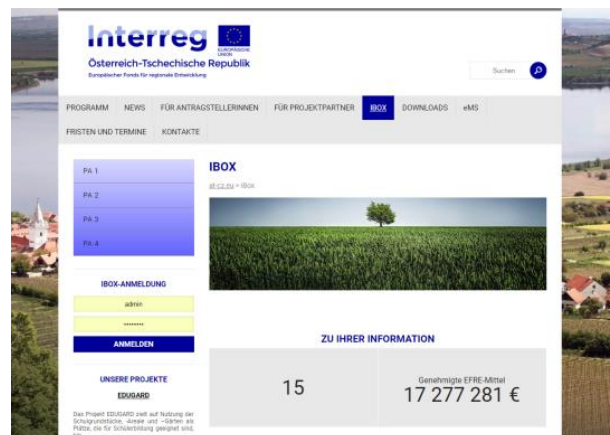 Interreg
EUROPÄISCHE
UNION
Österreich-Tschechische Republik
Europäischer Fonds für regionale Entwicklung
Suchen
PROGRAMM NEWS FÜR ANTRAGSTELLERINNEN FÜR PROJEKTPARTNER IBOX DOWNLOADS eMS
FRISTEN UND TERMINE KONTAKTE
PA 1
PA 2
PA 3
PA 4
IBOX
at-cz.eu » iBox
IBOX-ANMELDUNG
admin
••••••••
ANMELDEN
ZU IHRER INFORMATION
15
Genehmigte EFRE-Mittel
17 277 281 €
UNSERE PROJEKTE
EDUGARD
Das Projekt EDUGARD zielt auf Nutzung der
Schulgrundstücke, -Areale und -Gärten als
Plätze, die für Schülerbildung geeignet sind,